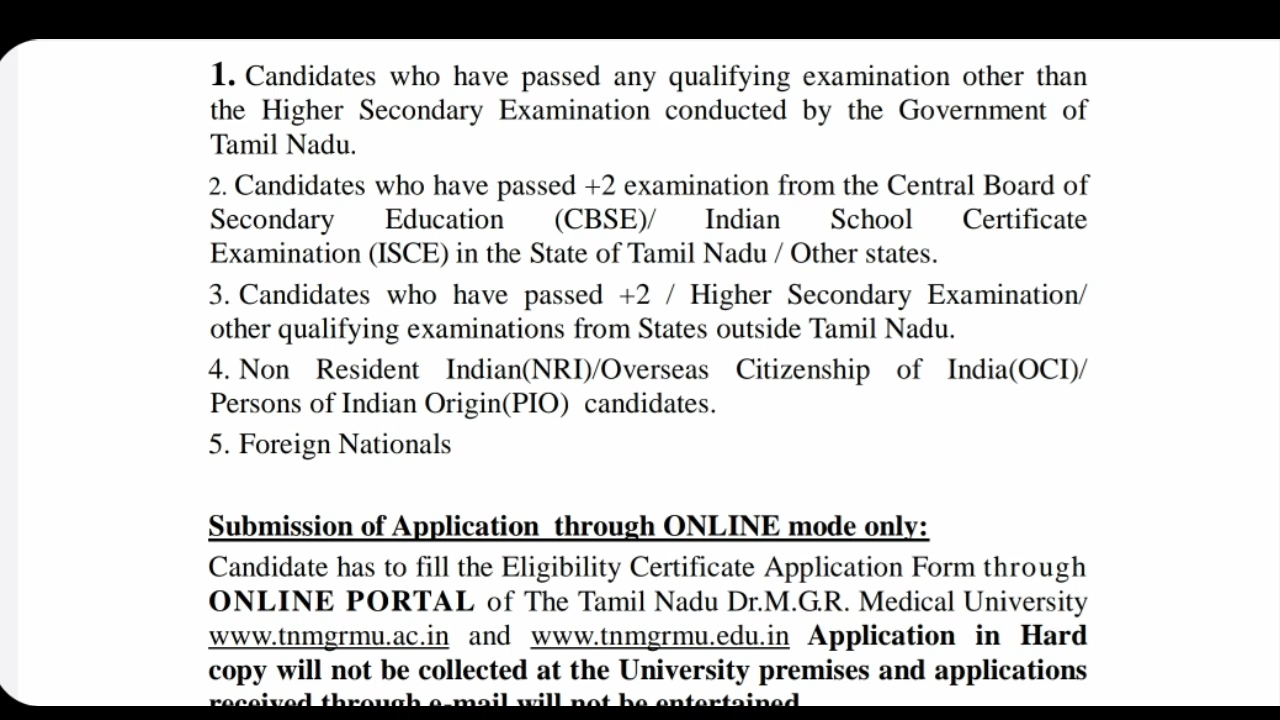 1. Candidates who have passed any qualifying examination other than
the Higher Secondary Examination conducted by the Government of
Tamil Nadu.
2. Candidates who have passed +2 examination from the Central Board of
Secondary Education (CBSE)/ Indian School Certificate
Examination (ISCE) in the State of Tamil Nadu / Other states.
3. Candidates who have passed +2 / Higher Secondary Examination/
other qualifying examinations from States outside Tamil Nadu.
4. Non Resident Indian(NRI)/Overseas Citizenship of India(OCI)/
Persons of Indian Origin(PIO) candidates.
5. Foreign Nationals
Submission of Application through ONLINE mode only:
Candidate has to fill the Eligibility Certificate Application Form through
ONLINE PORTAL of The Tamil Nadu Dr.M.G.R. Medical University
www.tnmgrmu.ac.in and www.tnmgrmu.edu.in Application in Hard
copy will not be collected at the University premises and applications
received through e-mail will not be entertained